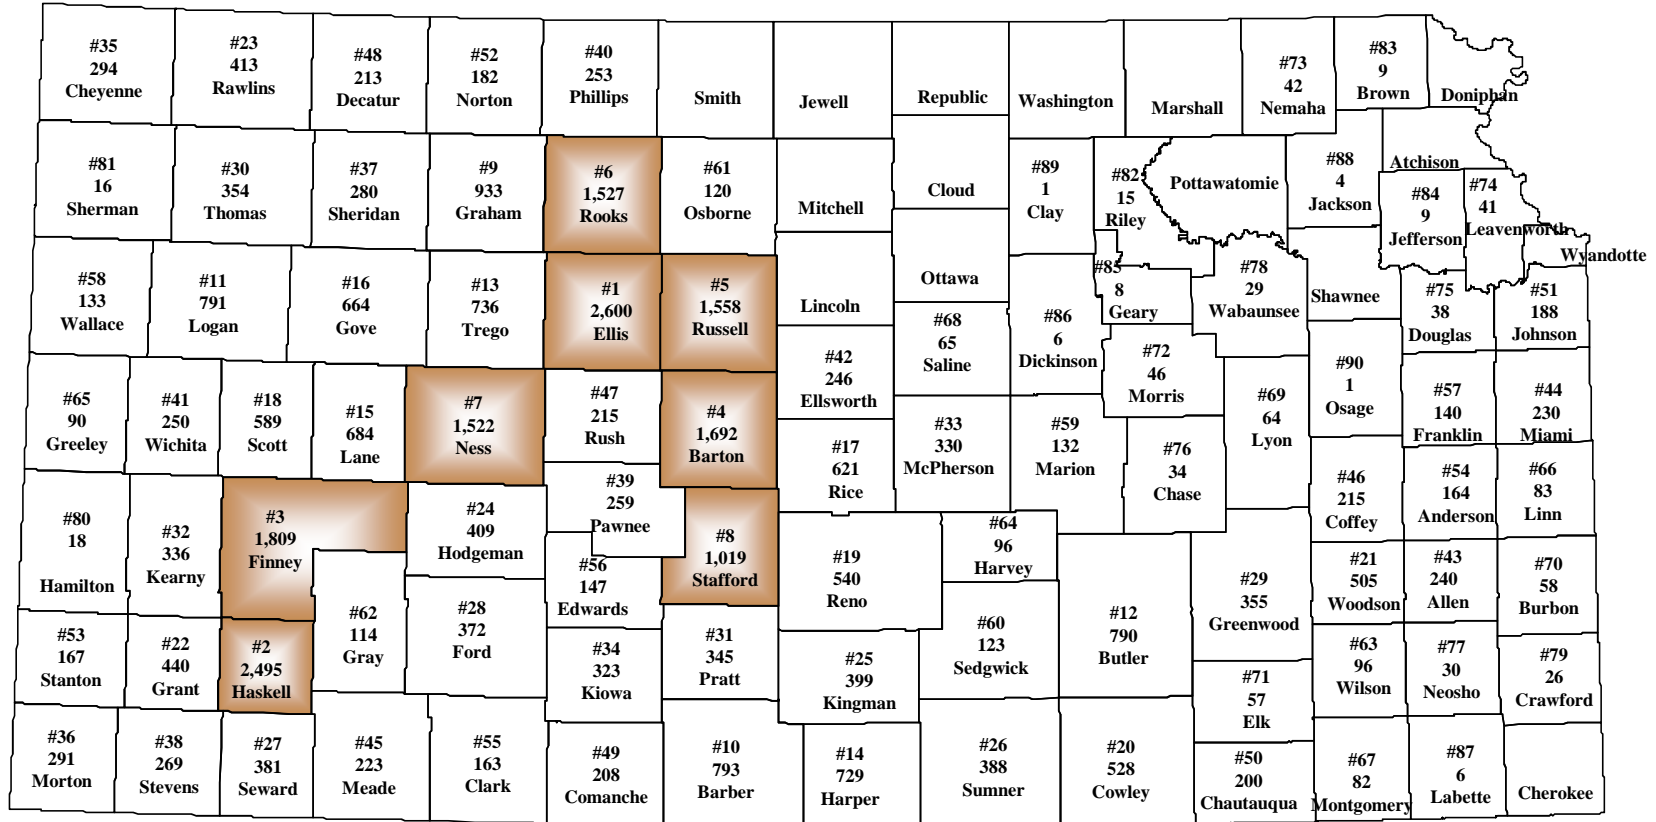 #35
294
Cheyenne
#23
413
Rawlins
#48
213
Decatur
#52
182
Norton
#40
253
Phillips
Smith
Jewell
Republic
Washington
Marshall
#73
42
Nemaha
#83
9
Brown
Doniphan
#81
16
Sherman
#30
354
Thomas
#37
280
Sheridan
#9
933
Graham
#6
1,527
Rooks
#61
120
Osborne
Mitchell
Cloud
#89
1
Clay
#82
15
Riley
Pottawatomie
#88
4
Jackson
Atchison
#84
9
Jefferson
#74
41
Leavenworth
Wyandotte
#58
133
Wallace
#11
791
Logan
#16
664
Gove
#13
736
Trego
#1
2,600
Ellis
#5
1,558
Russell
Lincoln
Ottawa
#68
65
Saline
#86
6
Dickinson
#85
8
Geary
#78
29
Wabaunsee
Shawnee
#75
38
Douglas
#51
188
Johnson
#65
90
Greeley
#41
250
Wichita
#18
589
Scott
#15
684
Lane
#7
1,522
Ness
#47
215
Rush
#4
1,692
Barton
#42
246
Ellsworth
#17
621
Rice
#33
330
McPherson
#59
132
Marion
#72
46
Morris
#76
34
Chase
#69
64
Lyon
#90
1
Osage
#57
140
Franklin
#44
230
Miami
#80
18
Hamilton
#32
336
Kearny
#3
1,809
Finney
#24
409
Hodgeman
#39
259
Pawnee
#8
1,019
Stafford
#56
147
Edwards
#19
540
Reno
#64
96
Harvey
#46
215
Coffey
#54
164
Anderson
#66
83
Linn
#53
167
Stanton
#22
440
Grant
#2
2,495
Haskell
#62
114
Gray
#28
372
Ford
#34
323
Kiowa
#31
345
Pratt
#25
399
Kingman
#60
123
Sedgwick
#12
790
Butler
#29
355
Greenwood
#21
505
Woodson
#43
240
Allen
#70
58
Burbon
#71
57
Elk
#63
96
Wilson
#77
30
Neosho
#79
26
Crawford
#36
291
Morton
#38
269
Stevens
#27
381
Seward
#45
223
Meade
#55
163
Clark
#49
208
Comanche
#10
793
Barber
#14
729
Harper
#26
388
Sumner
#20
528
Cowley
#50
200
Chautauqua
#67
82
Montgomery
#87
6
Labette
Cherokee